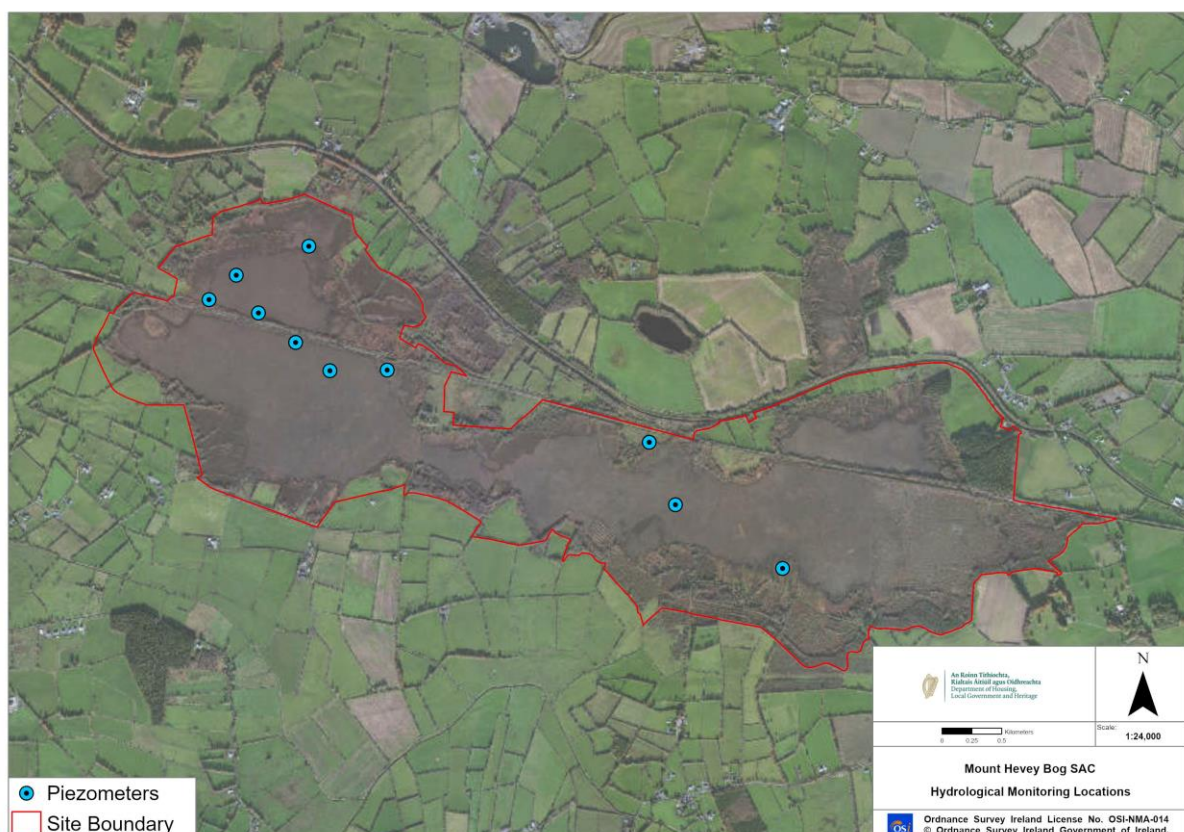 An Roinn Tithíochta,
Rialtais Áitiúil agus Oidhreachta
Department of Housing,
Local Government and Heritage
N
Kilometers
0 0.25 0.5
Scale:
1:24,000
Mount Hevey Bog SAC
Hydrological Monitoring Locations
Piezometers
Site Boundary
OSi
Ordnance Survey Ireland License No. OSI-NMA-014
© Ordnance Survey Ireland Government of Ireland